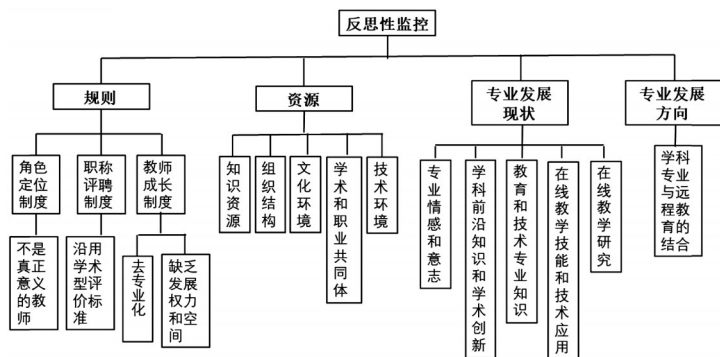 反思性监控
规则
资源
专业发展
现状
专业发展
方向
角色
定位
制度
职称
评聘
制度
教师
成长
制度
知识资源
组织结构
文化环境
学术和职业共同体
技术环境
专业情感和意志
学科前沿知识和学术创新
教育和技术专业知识
在线教学技能和技术应用
在线教学研究
学科
专业
与远
程教
育的
结合
不是
真正
意义
的教
师
沿用
学术
型评
价标
准
去专业化
缺乏
发展
权力
和空
间